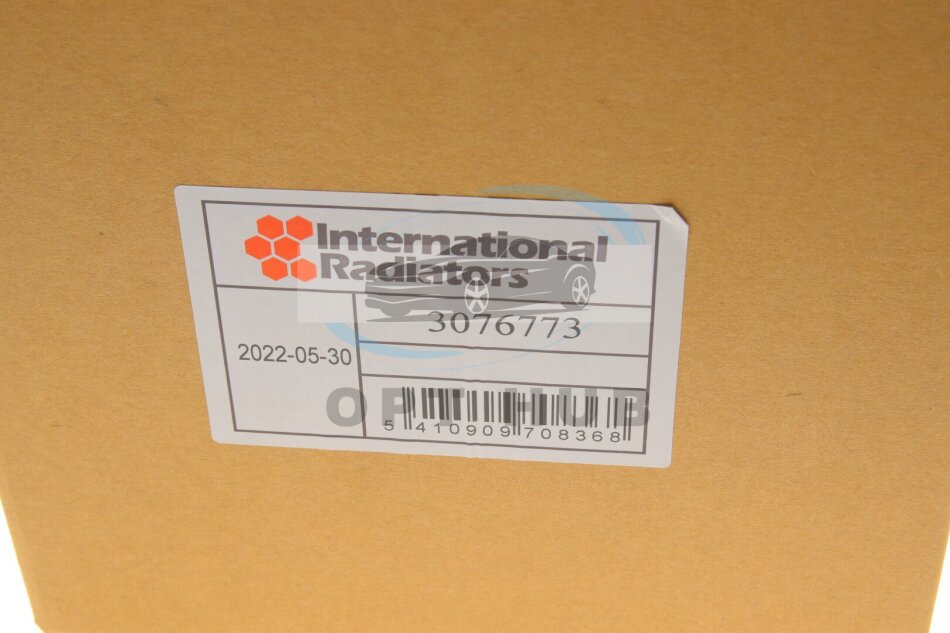 International
Radiators
3076773
2022-05-30
OPT HUB
5 410909 708368